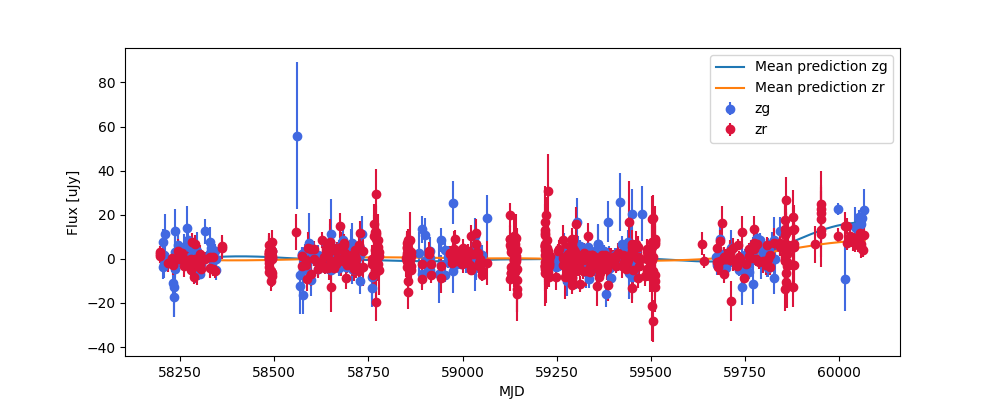 Mean prediction zg
Mean prediction zr
zg
zr
80
60
40
20
0
−20
−40
Flux [uJy]
58250
58500
58750
59000
59250
59500
59750
60000
MJD